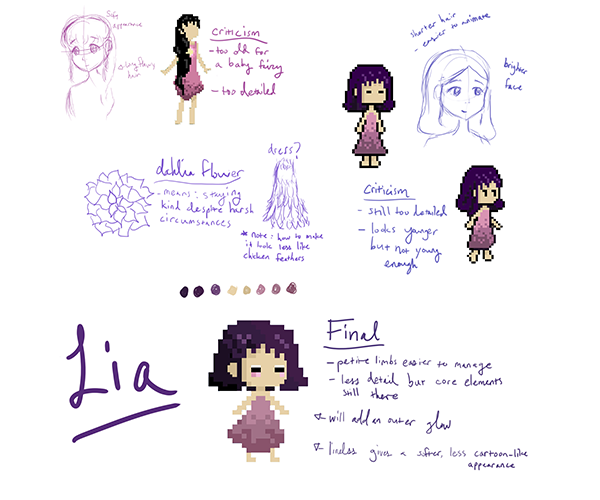 Soft
appearance
long flowing
hair
criticism
- too old for
a baby fairy
- too detailed
shorter hair
- easier to animate
brighter
face
dahlia flower
- means: staying
kind despite harsh
circumstances
dress?
* note: how to make
it look less like
chicken feathers
criticism
- still too detailed
- looks younger
but not young
enough
Lia
Final
- petite limbs easier to manage
- less detail but core elements
still there
will add an outer glow
lineless gives a softer, less cartoon-like
appearance